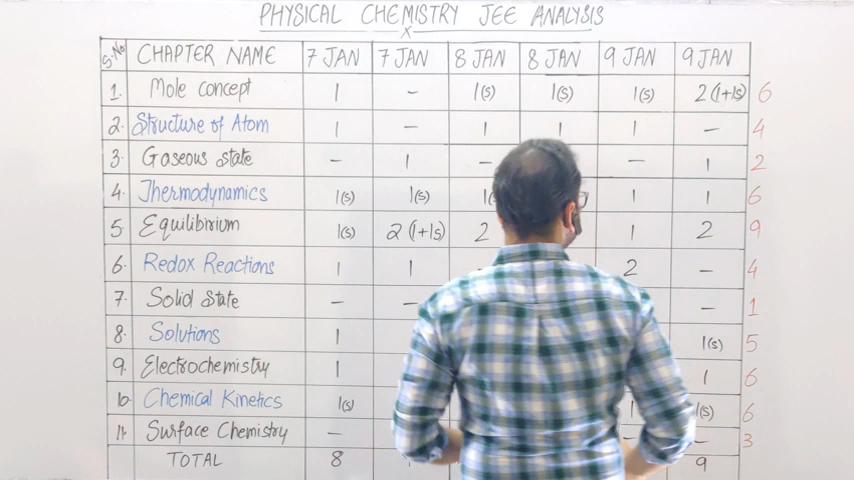 PHYSICAL CHEMISTRY JEE ANALYSIS
x
S.No CHAPTER NAME 7 JAN 7 JAN 8 JAN 8 JAN 9 JAN 9 JAN
1. Mole concept 1 - 1(s) 1(s) 1(s) 2(1+1s) 6
2. Structure of Atom 1 - 1 1 1 - 4
3. Gaseous state - 1 - - 1 2
4. Thermodynamics 1(s) 1(s) 1(s 1 1 6
5. Equilibirium 1(s) 2(1+1s) 2 1 2 9
6. Redox Reactions 1 1 - 2 - 4
7. Solid State - - - 1
8. Solutions 1 1(s) 5
9. Electrochemistry 1 1 6
10. Chemical Kinetics 1(s) 1 1(s) 6
11. Surface Chemistry - - - 3
TOTAL 8 9